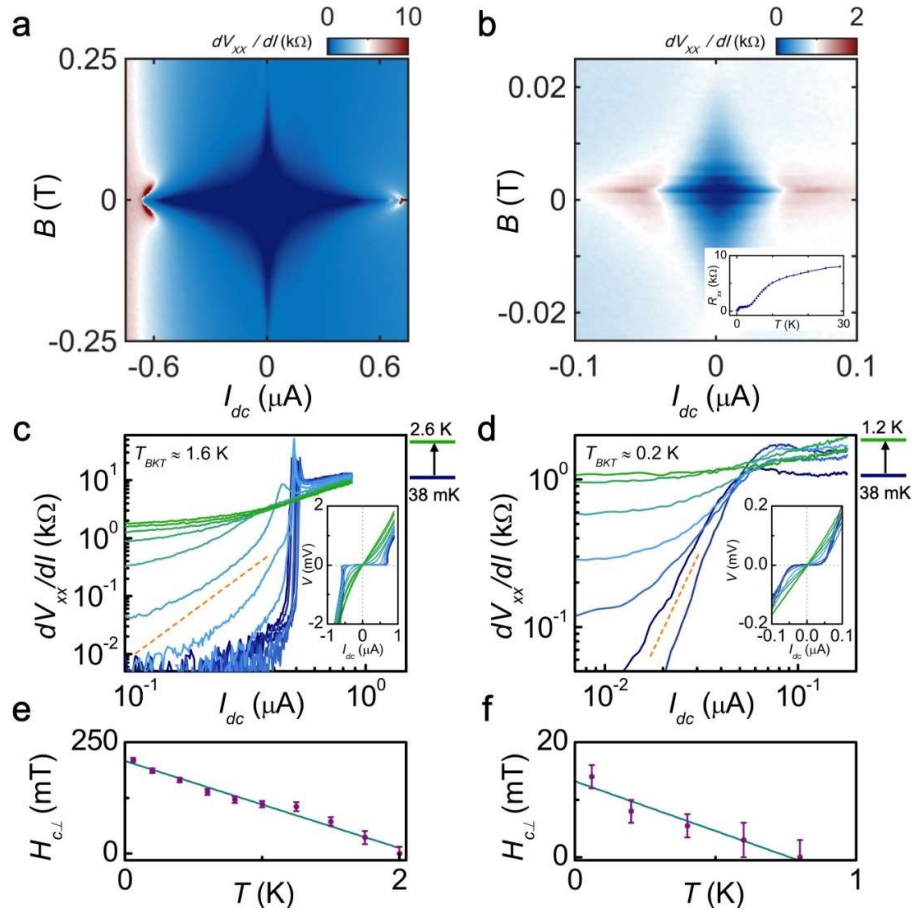 a
0 10
dV_xx / dI (kΩ)
0.25
0
-0.25
B (T)
-0.6 0 0.6
I_dc (μA)
b
0 2
dV_xx / dI (kΩ)
0.02
0
-0.02
B (T)
-0.1 0 0.1
I_dc (μA)
10
0
R_xx (kΩ)
0 T (K) 30
c
T_BKT ≈ 1.6 K
2.6 K
38 mK
10^1
10^0
10^-1
10^-2
dV_xx/dI (kΩ)
10^-1 10^0
I_dc (μA)
2
0
-2
V (mV)
0 1
I_dc (μA)
d
T_BKT ≈ 0.2 K
1.2 K
38 mK
10^0
10^-1
dV_xx/dI (kΩ)
10^-2 10^-1
I_dc (μA)
0.2
0.0
-0.2
V (mV)
-0.1 0.0 0.1
I_dc (μA)
e
250
0
H_c⊥ (mT)
0 2
T (K)
f
20
0
H_c⊥ (mT)
0 1
T (K)